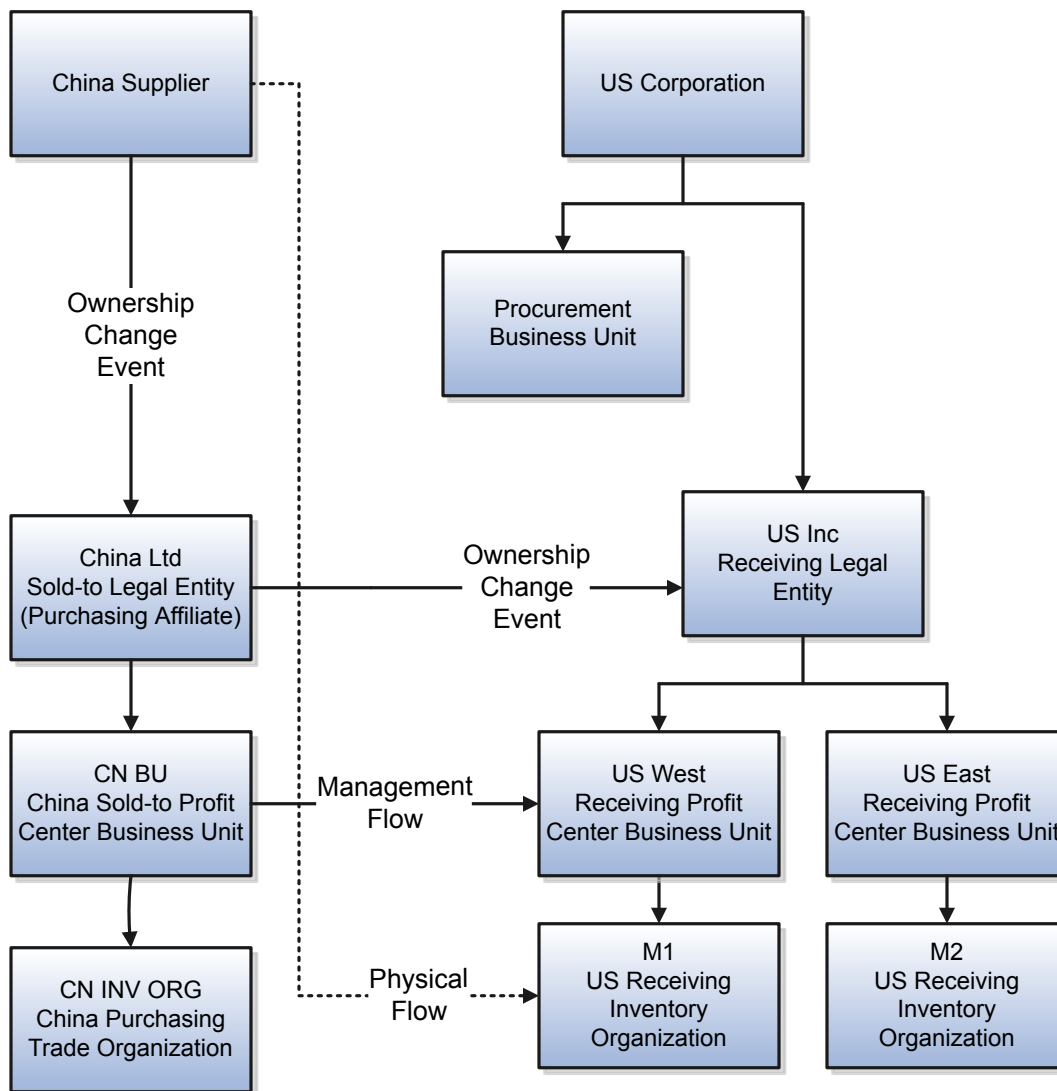 China Supplier
US Corporation
Procurement
Business Unit
Ownership
Change
Event
China Ltd
Sold-to Legal Entity
(Purchasing Affiliate)
Ownership
Change
Event
US Inc
Receiving Legal
Entity
CN BU
China Sold-to Profit
Center Business Unit
Management
Flow
US West
Receiving Profit
Center Business Unit
US East
Receiving Profit
Center Business Unit
CN INV ORG
China Purchasing
Trade Organization
Physical
Flow
M1
US Receiving
Inventory
Organization
M2
US Receiving
Inventory
Organization